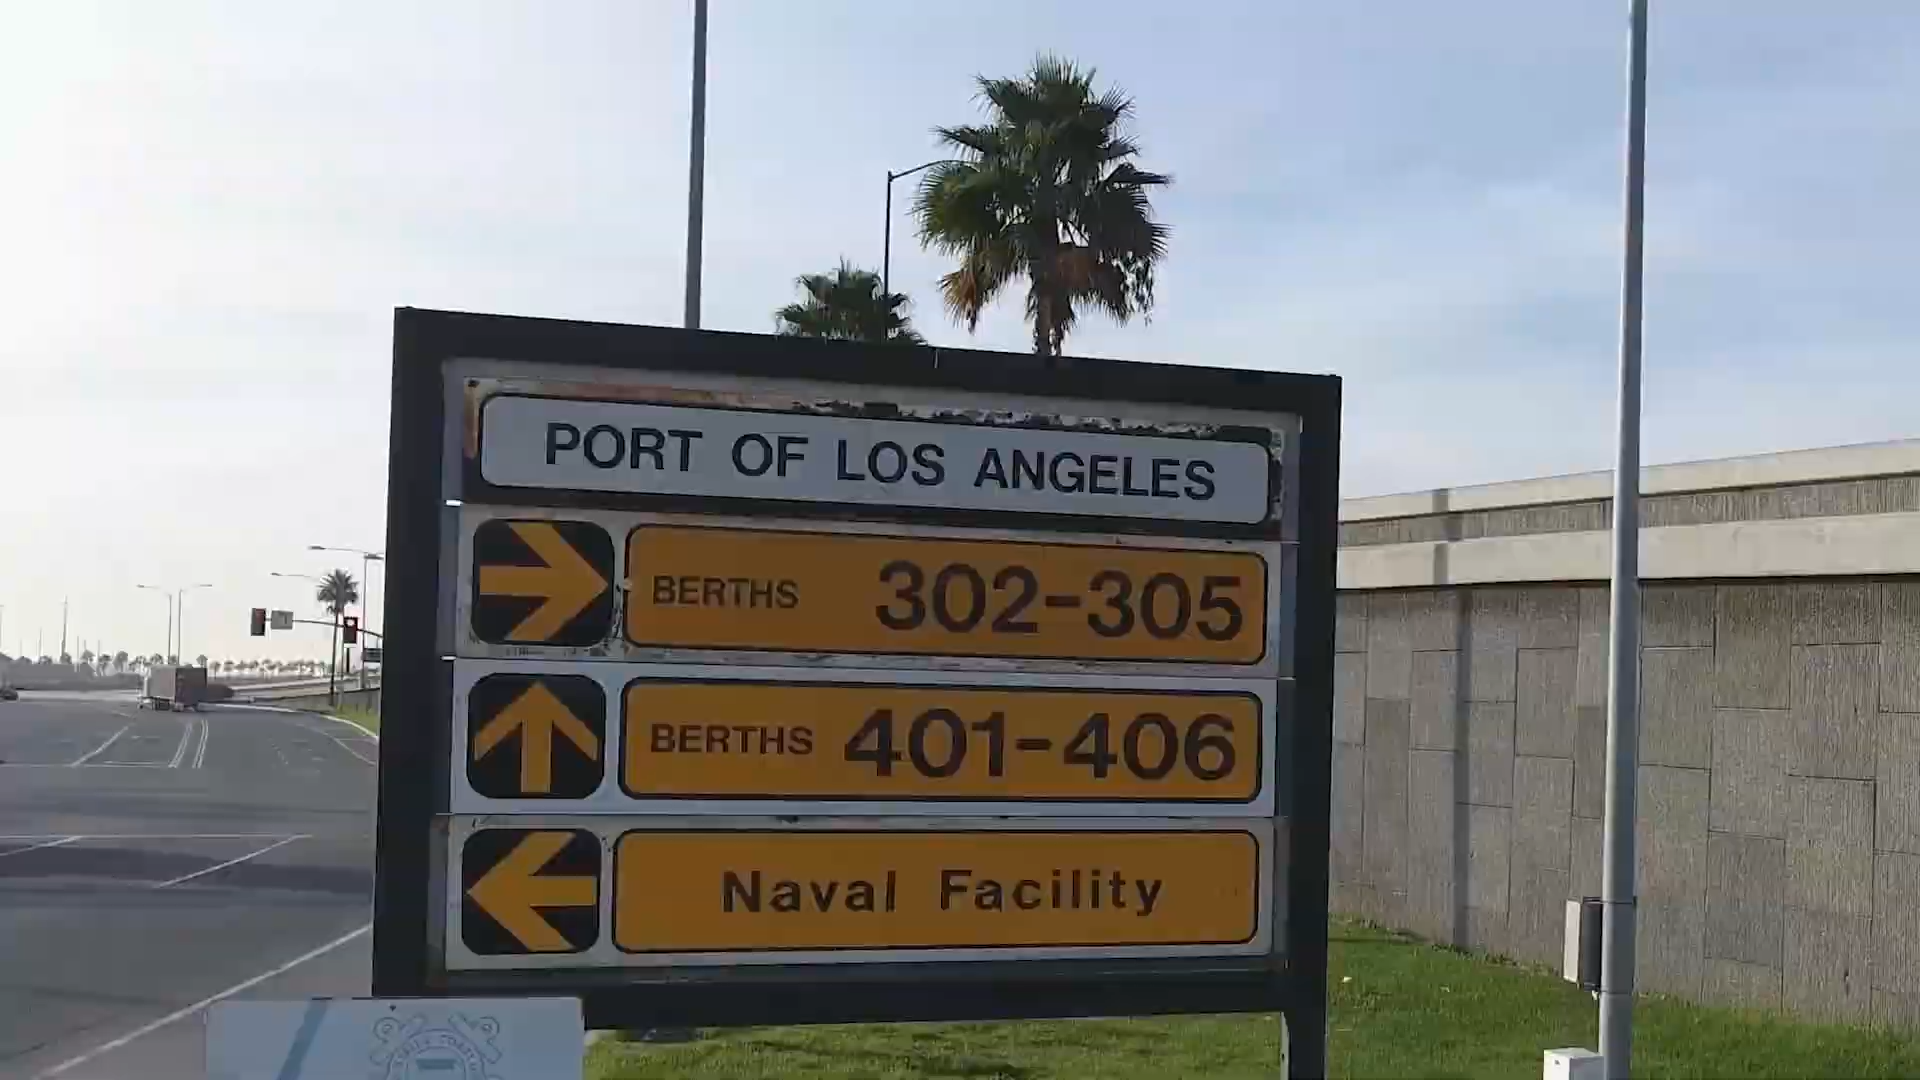 PORT OF LOS ANGELES
BERTHS 302-305
BERTHS 401-406
Naval Facility